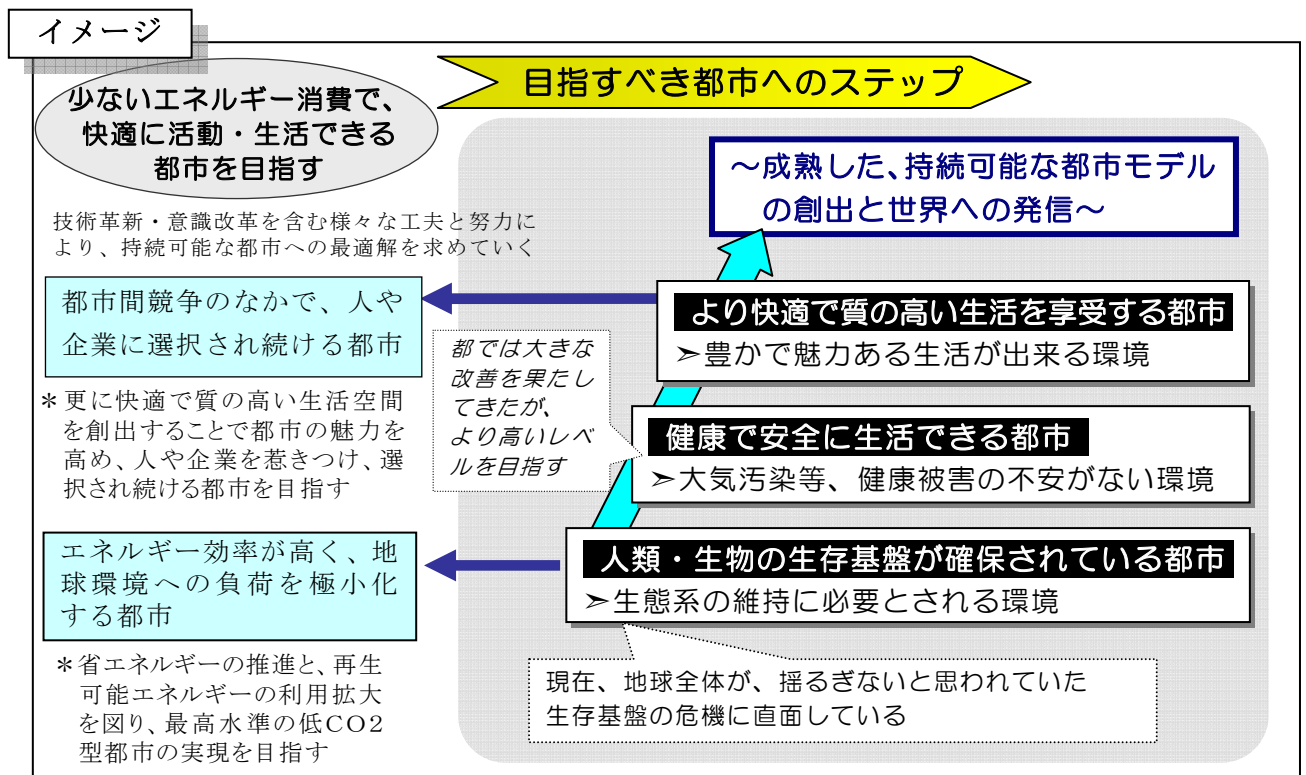 イメージ
少ないエネルギー消費で、
快適に活動・生活できる
都市を目指す
目指すべき都市へのステップ
技術革新・意識改革を含む様々な工夫と努力に
より、持続可能な都市への最適解を求めていく
～成熟した、持続可能な都市モデル
の創出と世界への発信～
都市間競争のなかで、人や
企業に選択され続ける都市
＊更に快適で質の高い生活空間
を創出することで都市の魅力を
高め、人や企業を惹きつけ、選
択され続ける都市を目指す
より快適で質の高い生活を享受する都市
➣豊かで魅力ある生活が出来る環境
都では大きな
改善を果たし
てきたが、
より高いレベ
ルを目指す
健康で安全に生活できる都市
➣大気汚染等、健康被害の不安がない環境
エネルギー効率が高く、地
球環境への負荷を極小化
する都市
＊省エネルギーの推進と、再生
可能エネルギーの利用拡大
を図り、最高水準の低CO2
型都市の実現を目指す
人類・生物の生存基盤が確保されている都市
➣生態系の維持に必要とされる環境
現在、地球全体が、揺るぎないと思われていた
生存基盤の危機に直面している